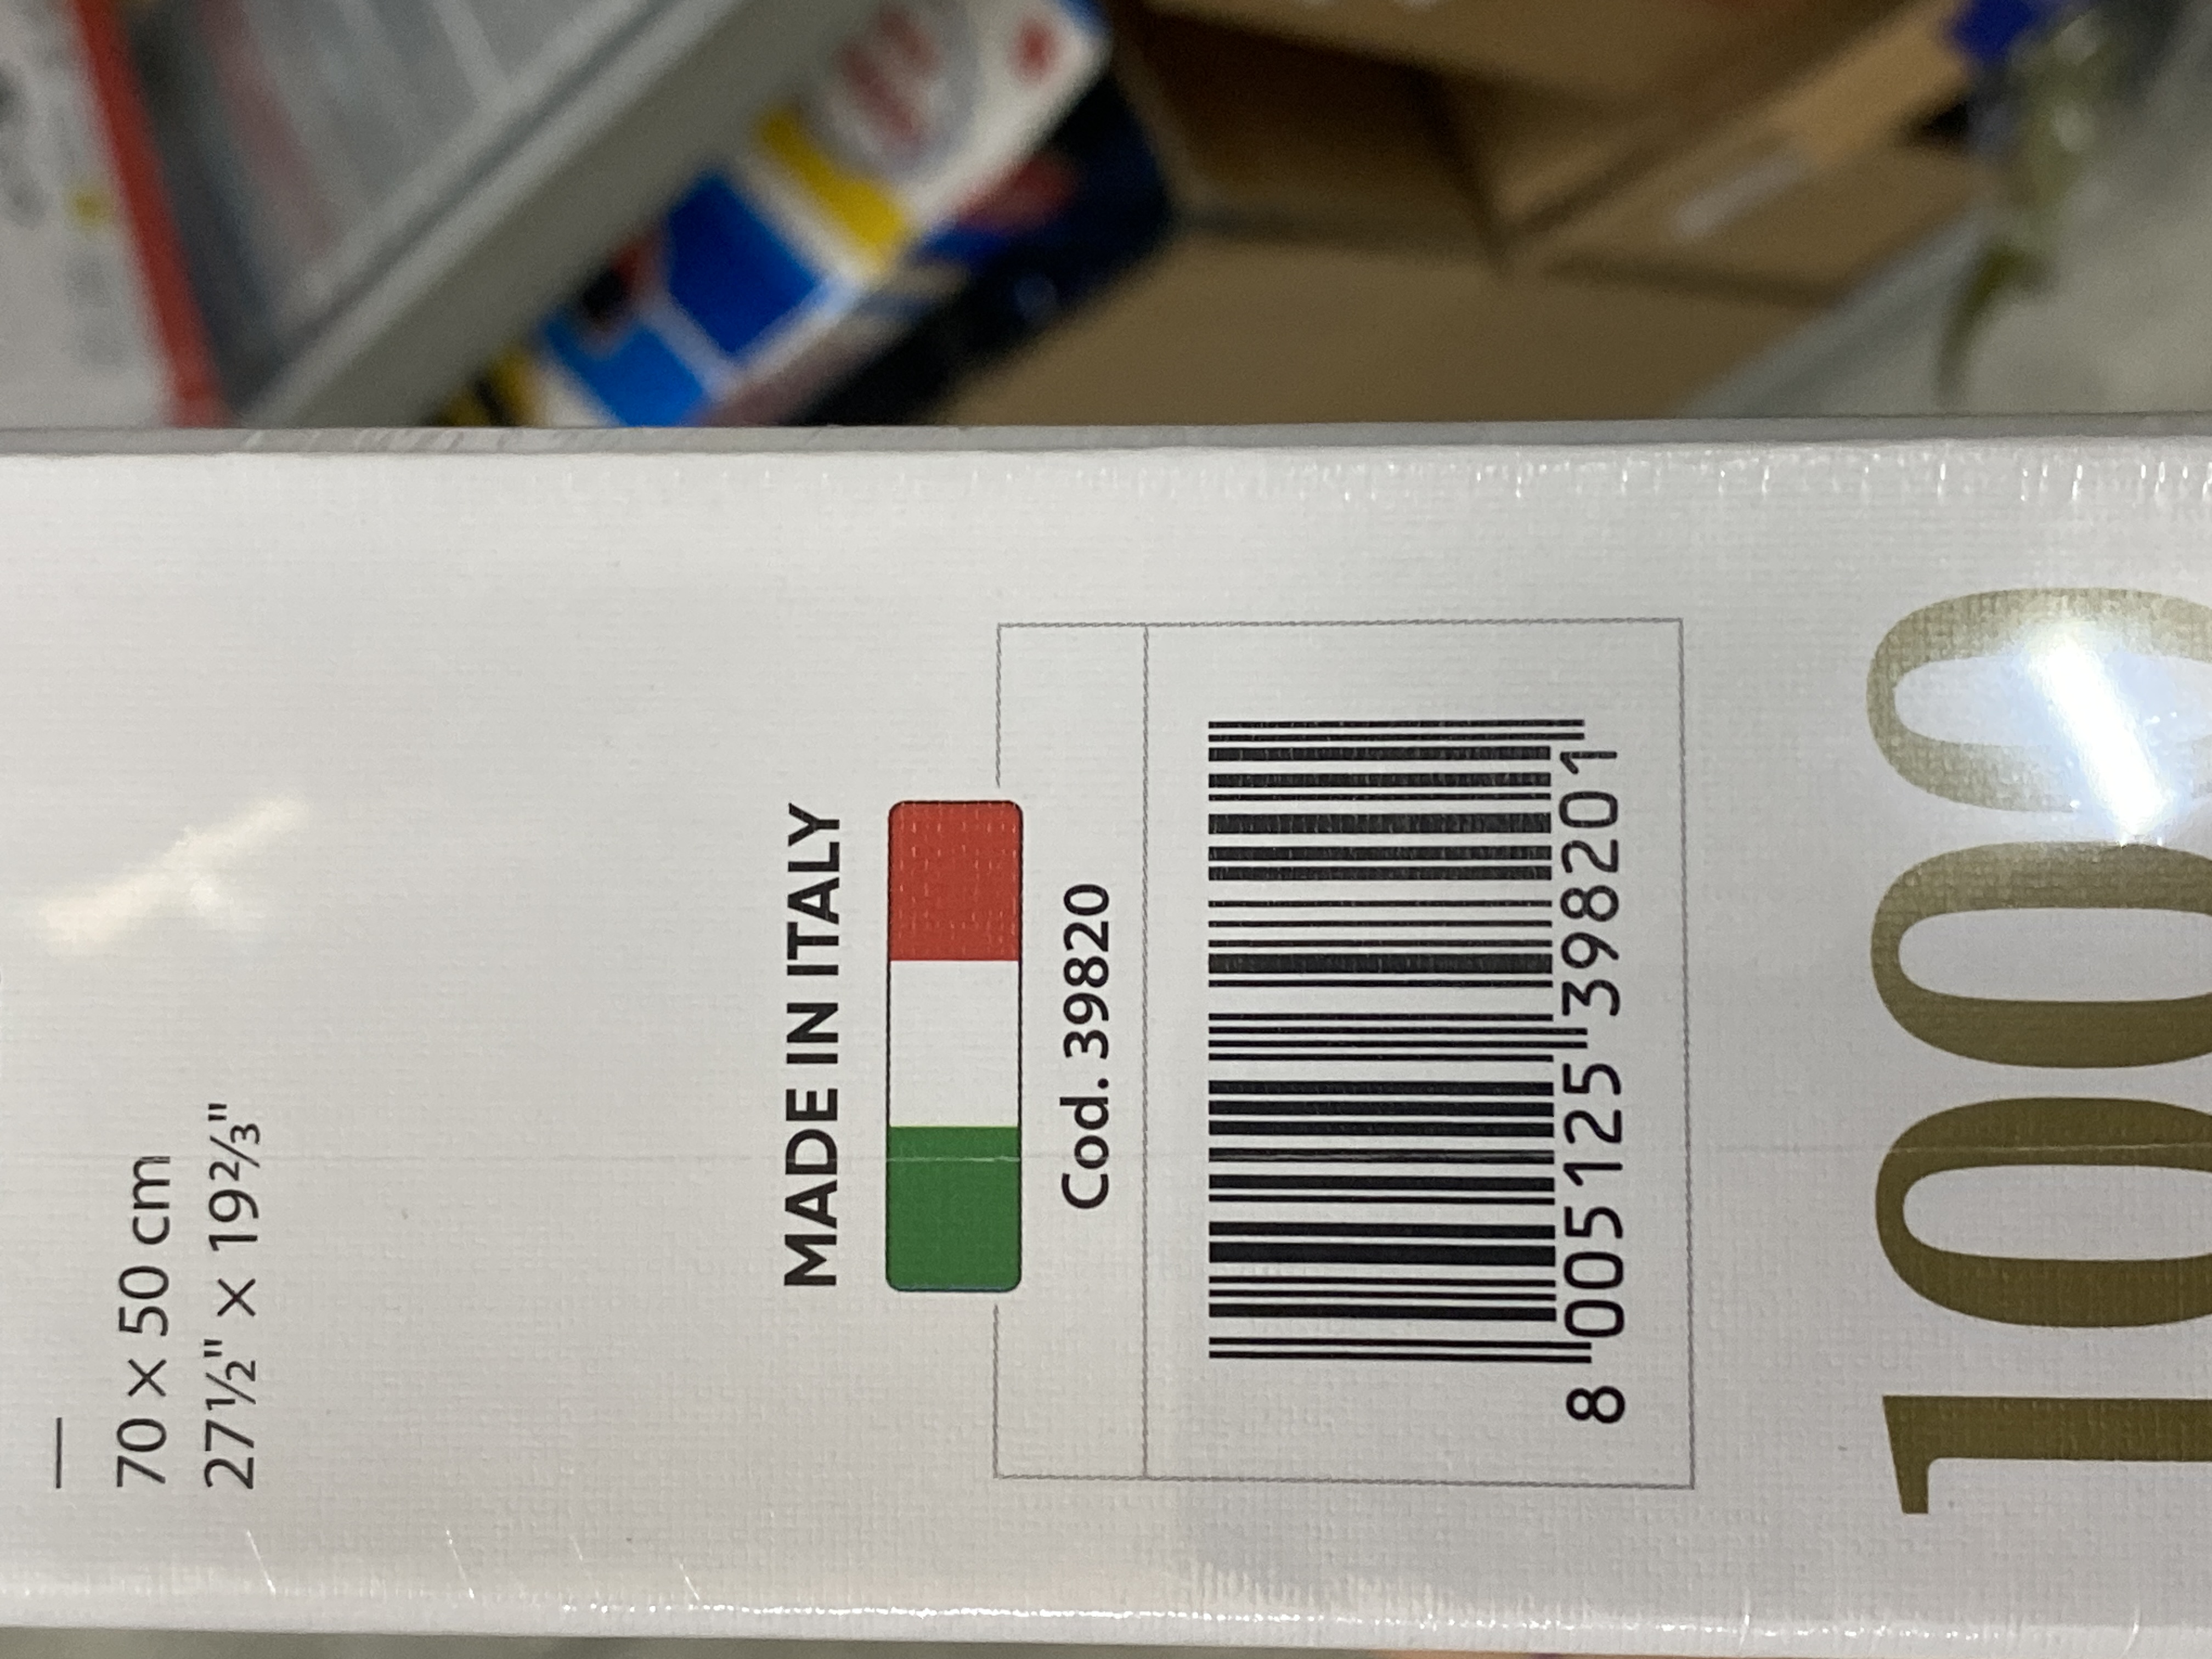 70 x 50 cm
27½" x 19⅔"
MADE IN ITALY
Cod. 39820
8 005125 398201
1000